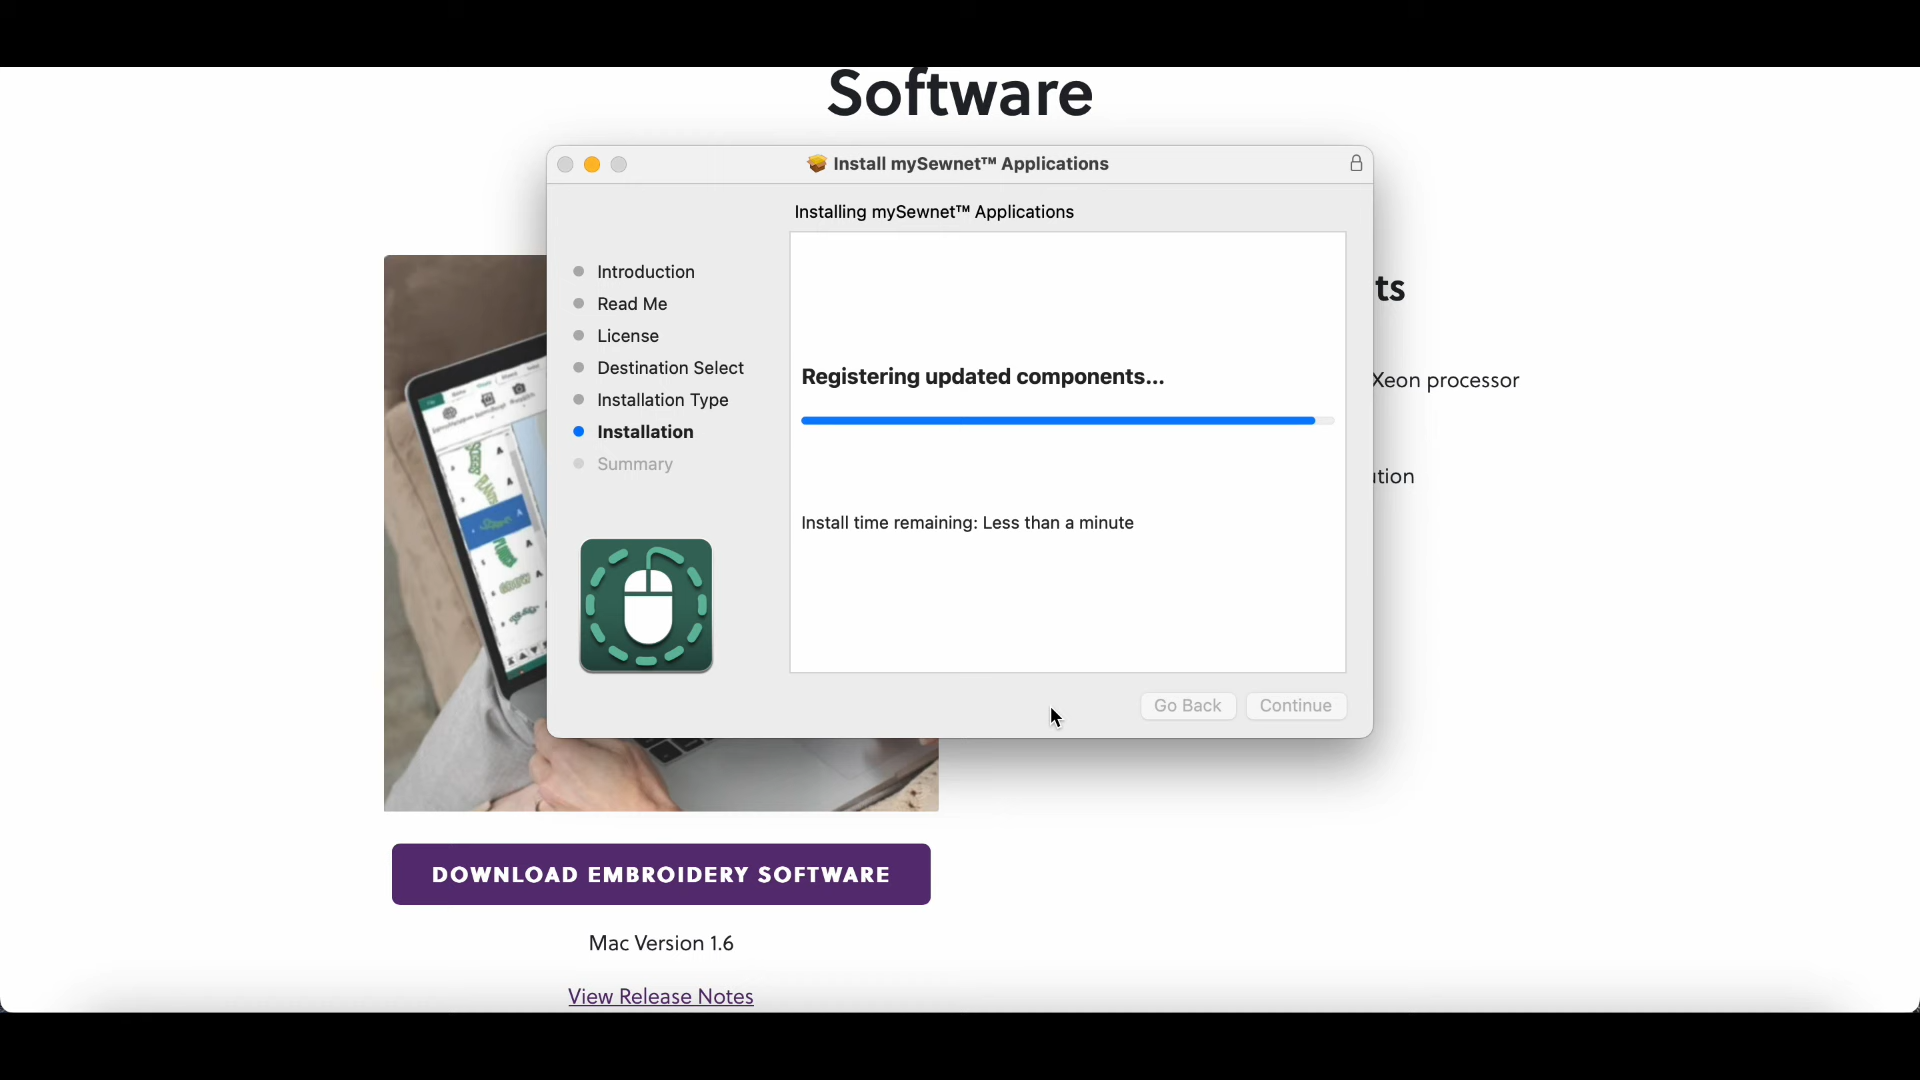 Software
Install mySewnet™ Applications
Installing mySewnet™ Applications
Introduction
Read Me
License
Destination Select
Installation Type
Installation
Summary
Registering updated components...
Install time remaining: Less than a minute
Go Back
Continue
ts
Xeon processor
ution
DOWNLOAD EMBROIDERY SOFTWARE
Mac Version 1.6
View Release Notes